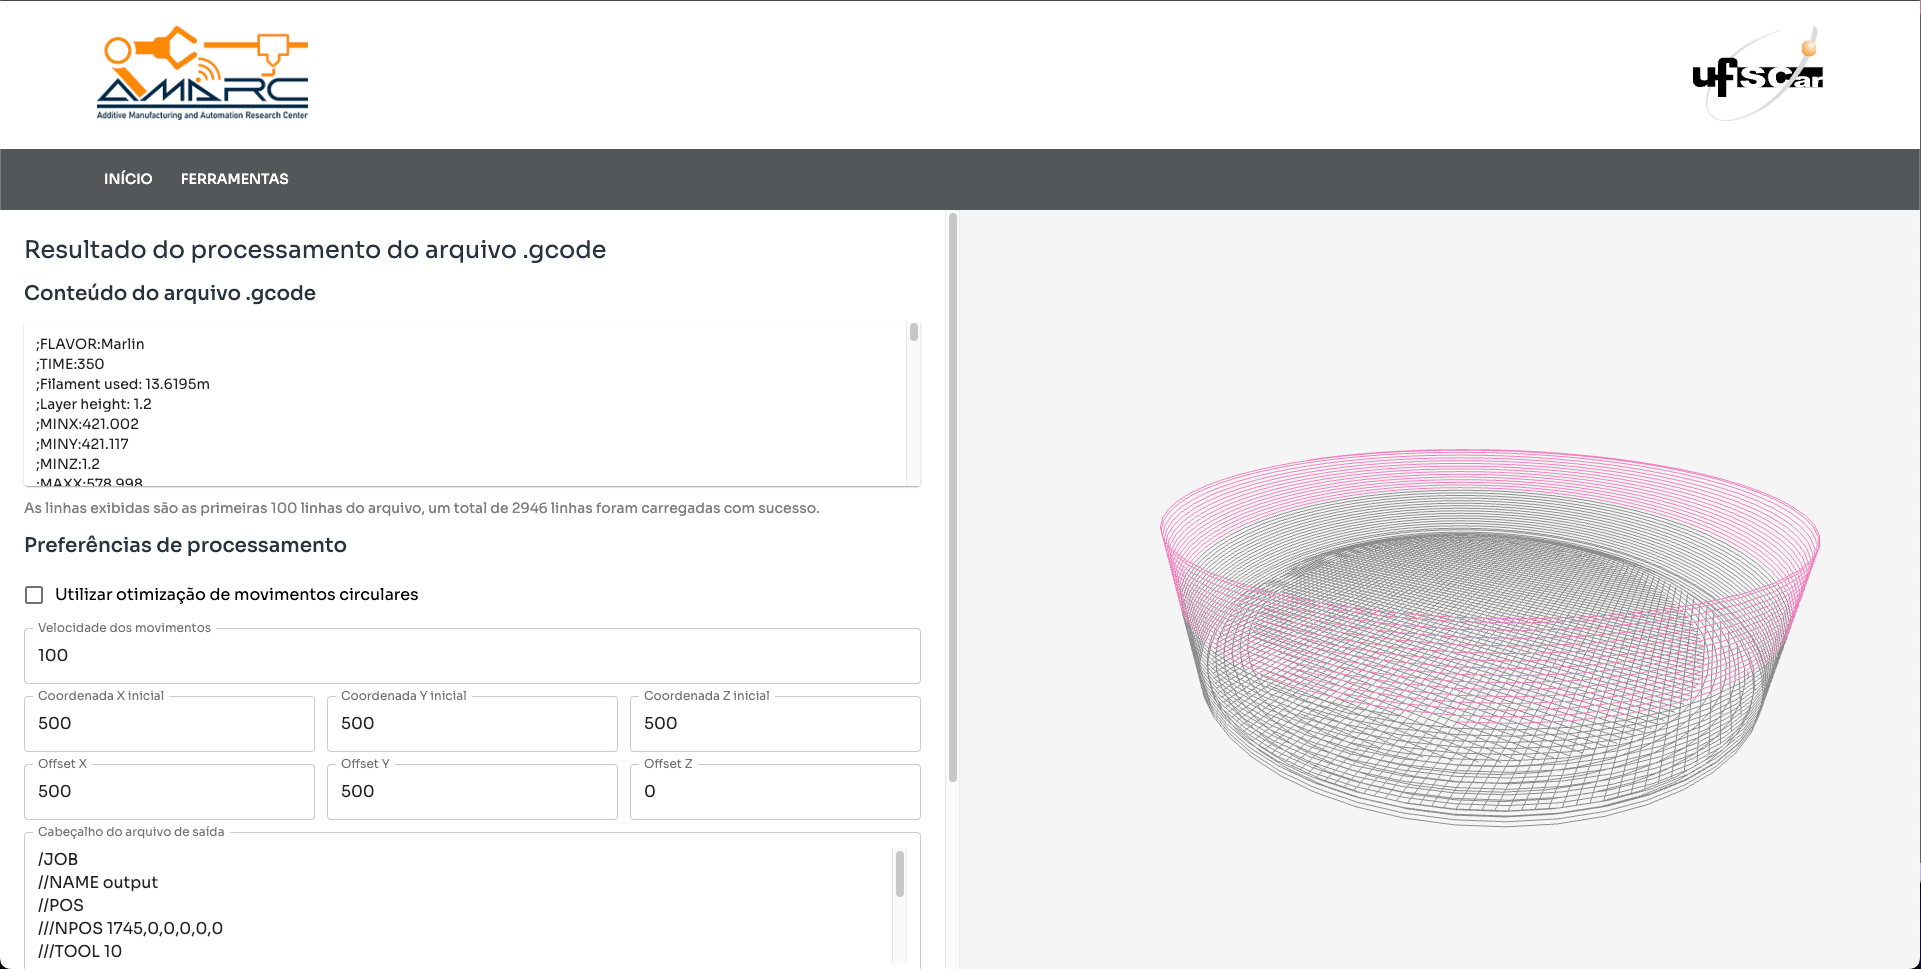 AMARC
Additive Manufacturing and Automation Research Center
ufscar
INÍCIO FERRAMENTAS
Resultado do processamento do arquivo .gcode
Conteúdo do arquivo .gcode
;FLAVOR:Marlin
;TIME:350
;Filament used: 13.6195m
;Layer height: 1.2
;MINX:421.002
;MINY:421.117
;MINZ:1.2
;MAXX:578.998
As linhas exibidas são as primeiras 100 linhas do arquivo, um total de 2946 linhas foram carregadas com sucesso.
Preferências de processamento
Utilizar otimização de movimentos circulares
Velocidade dos movimentos
100
Coordenada X inicial Coordenada Y inicial Coordenada Z inicial
500 500 500
Offset X Offset Y Offset Z
500 500 0
Cabeçalho do arquivo de saída
/JOB
//NAME output
//POS
///NPOS 1745,0,0,0,0,0
///TOOL 10